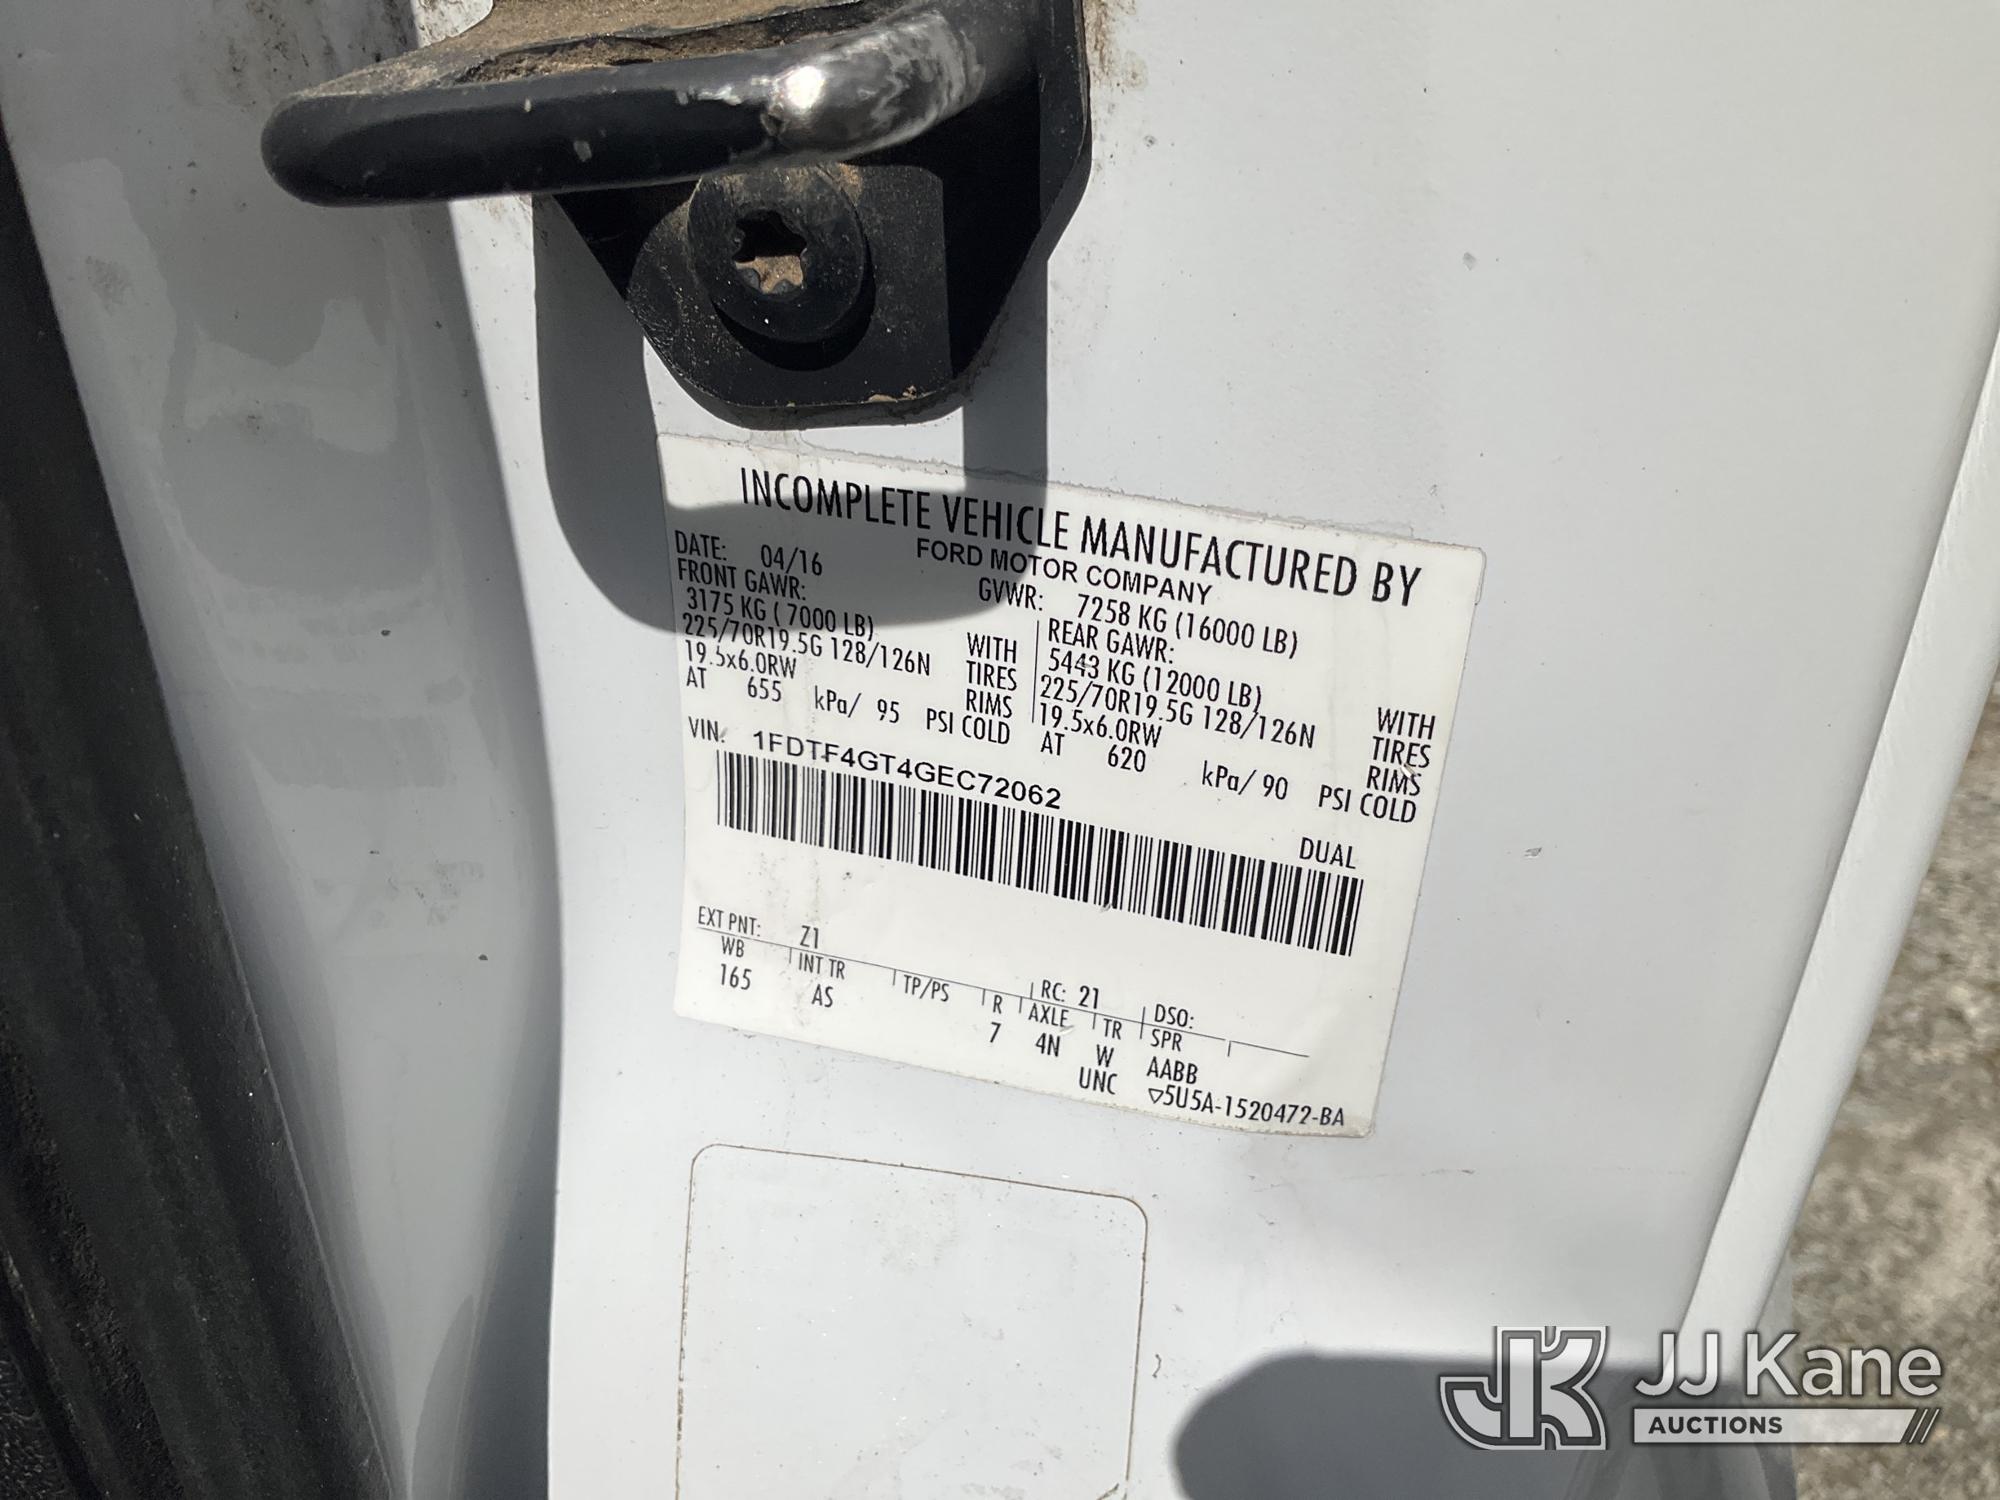 INCOMPLETE VEHICLE MANUFACTURED BY
FORD MOTOR COMPANY
DATE: 04/16 GVWR: 7258 KG (16000 LB)
FRONT GAWR: REAR GAWR:
3175 KG ( 7000 LB) WITH 5443 KG (12000 LB) WITH
225/70R19.5G 128/126N TIRES 225/70R19.5G 128/126N TIRES
19.5x6.0RW RIMS 19.5x6.0RW RIMS
AT 655 kPa/ 95 PSI COLD AT 620 kPa/ 90 PSI COLD
VIN: 1FDTF4GT4GEC72062
DUAL
EXT PNT: Z1 RC: 21 DSO:
WB INT TR TP/PS R AXLE TR SPR
165 AS 7 4N W AABB
UNC ▽5U5A-1520472-BA
JK
JJ Kane
AUCTIONS